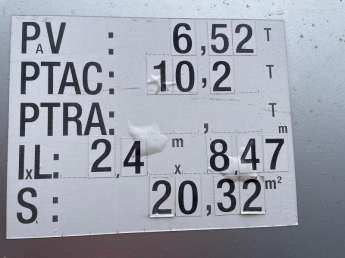 PAV : 6,52 T
PTAC: 10,2 T
PTRA: , T
lxL: 2,4 m x 8,47 m
S : 20,32 m²